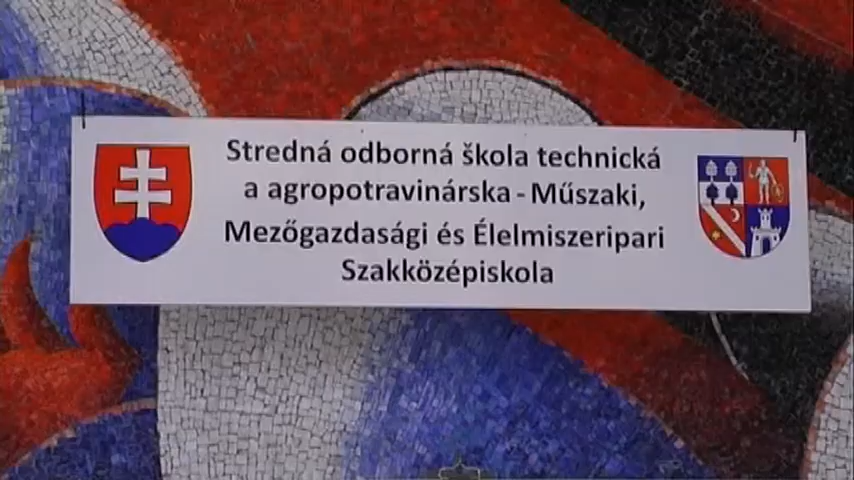 Stredná odborná škola technická
a agropotravinárska - Műszaki,
Mezőgazdasági és Élelmiszeripari
Szakközépiskola